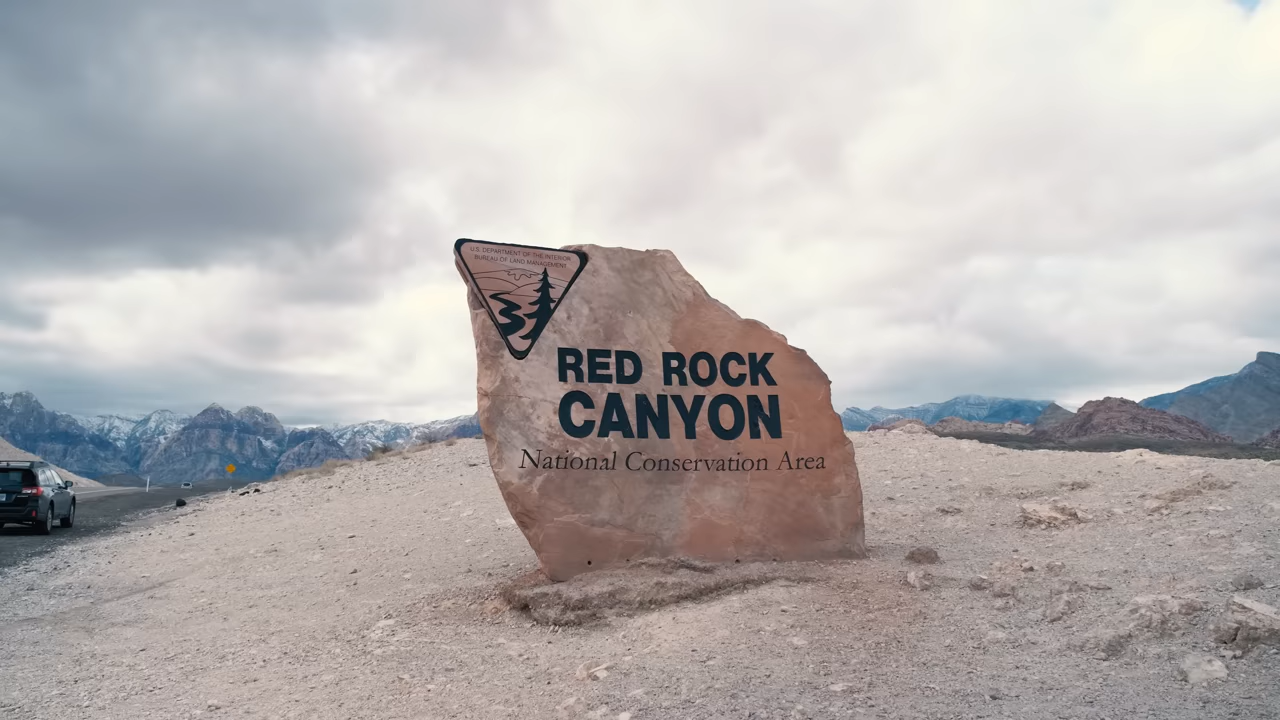 U.S. DEPARTMENT OF THE INTERIOR
BUREAU OF LAND MANAGEMENT
RED ROCK
CANYON
National Conservation Area